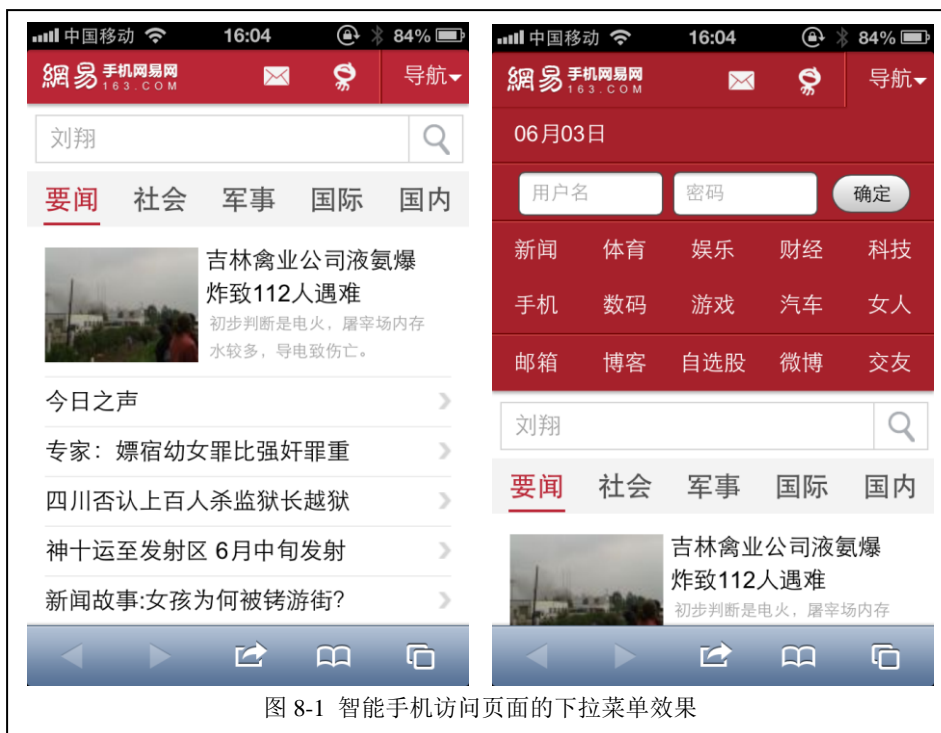 中国移动 16:04 84%
網易 手机网易网 163.COM 导航
刘翔
要闻 社会 军事 国际 国内
吉林禽业公司液氨爆
炸致112人遇难
初步判断是电火，屠宰场内存
水较多，导电致伤亡。
今日之声
专家：嫖宿幼女罪比强奸罪重
四川否认上百人杀监狱长越狱
神十运至发射区 6月中旬发射
新闻故事:女孩为何被铐游街?
中国移动 16:04 84%
網易 手机网易网 163.COM 导航
06月03日
用户名 密码 确定
新闻 体育 娱乐 财经 科技
手机 数码 游戏 汽车 女人
邮箱 博客 自选股 微博 交友
刘翔
要闻 社会 军事 国际 国内
吉林禽业公司液氨爆
炸致112人遇难
初步判断是电火，屠宰场内存
图 8-1 智能手机访问页面的下拉菜单效果